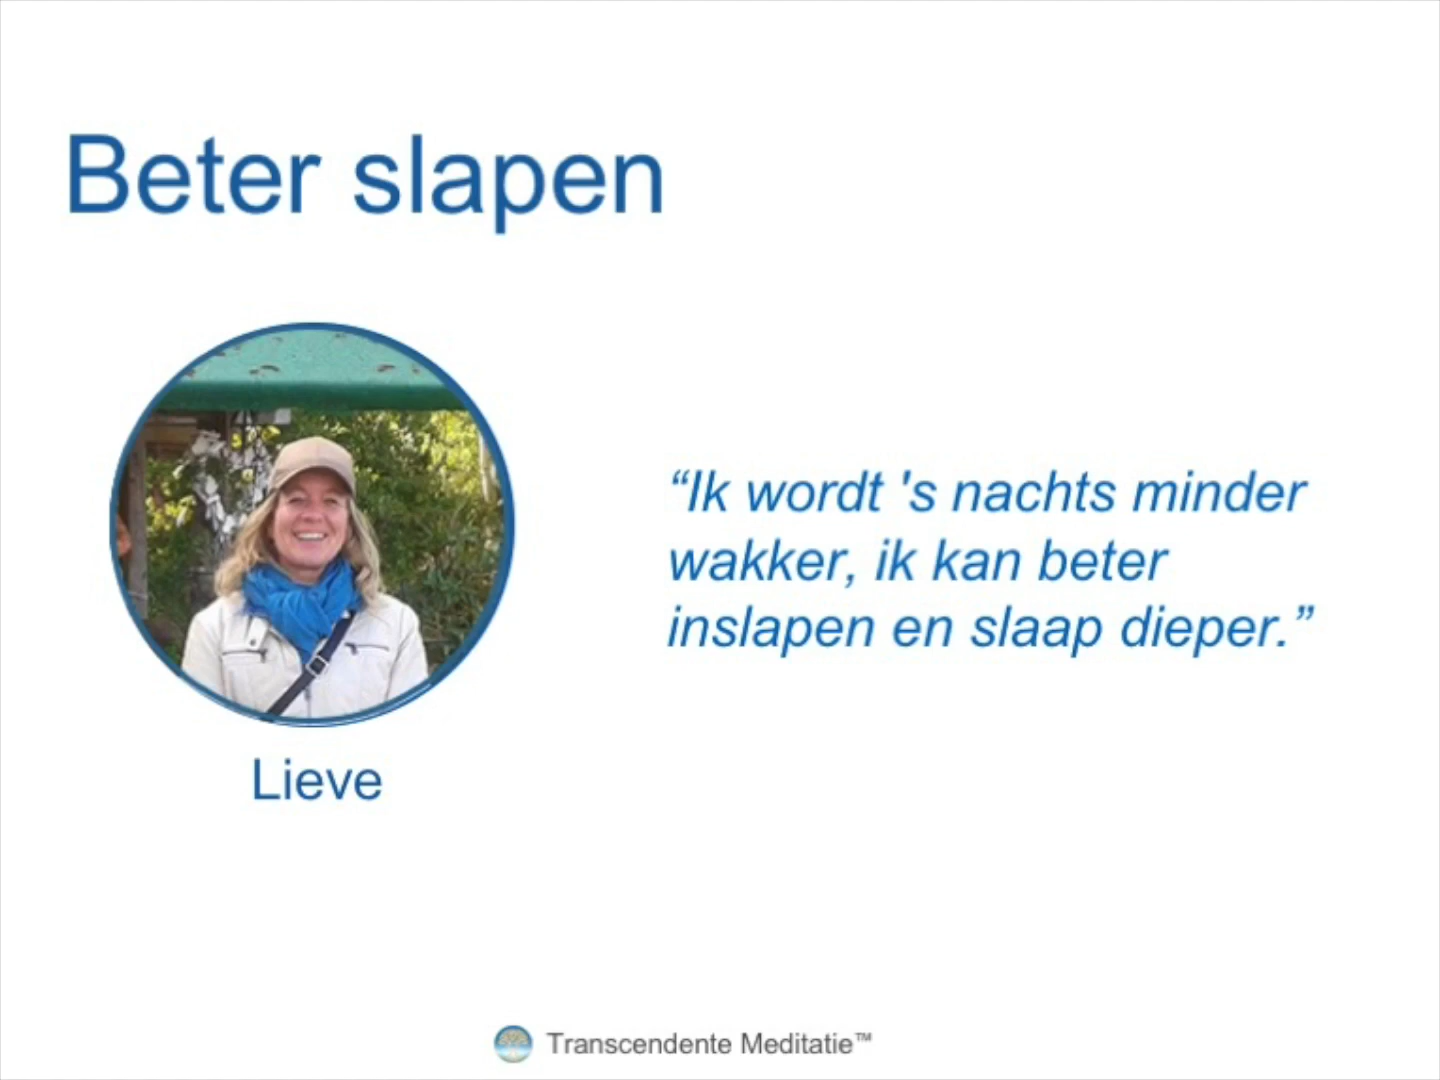 Beter slapen
“Ik wordt 's nachts minder
wakker, ik kan beter
inslapen en slaap dieper.”
Lieve
Transcendente Meditatie™